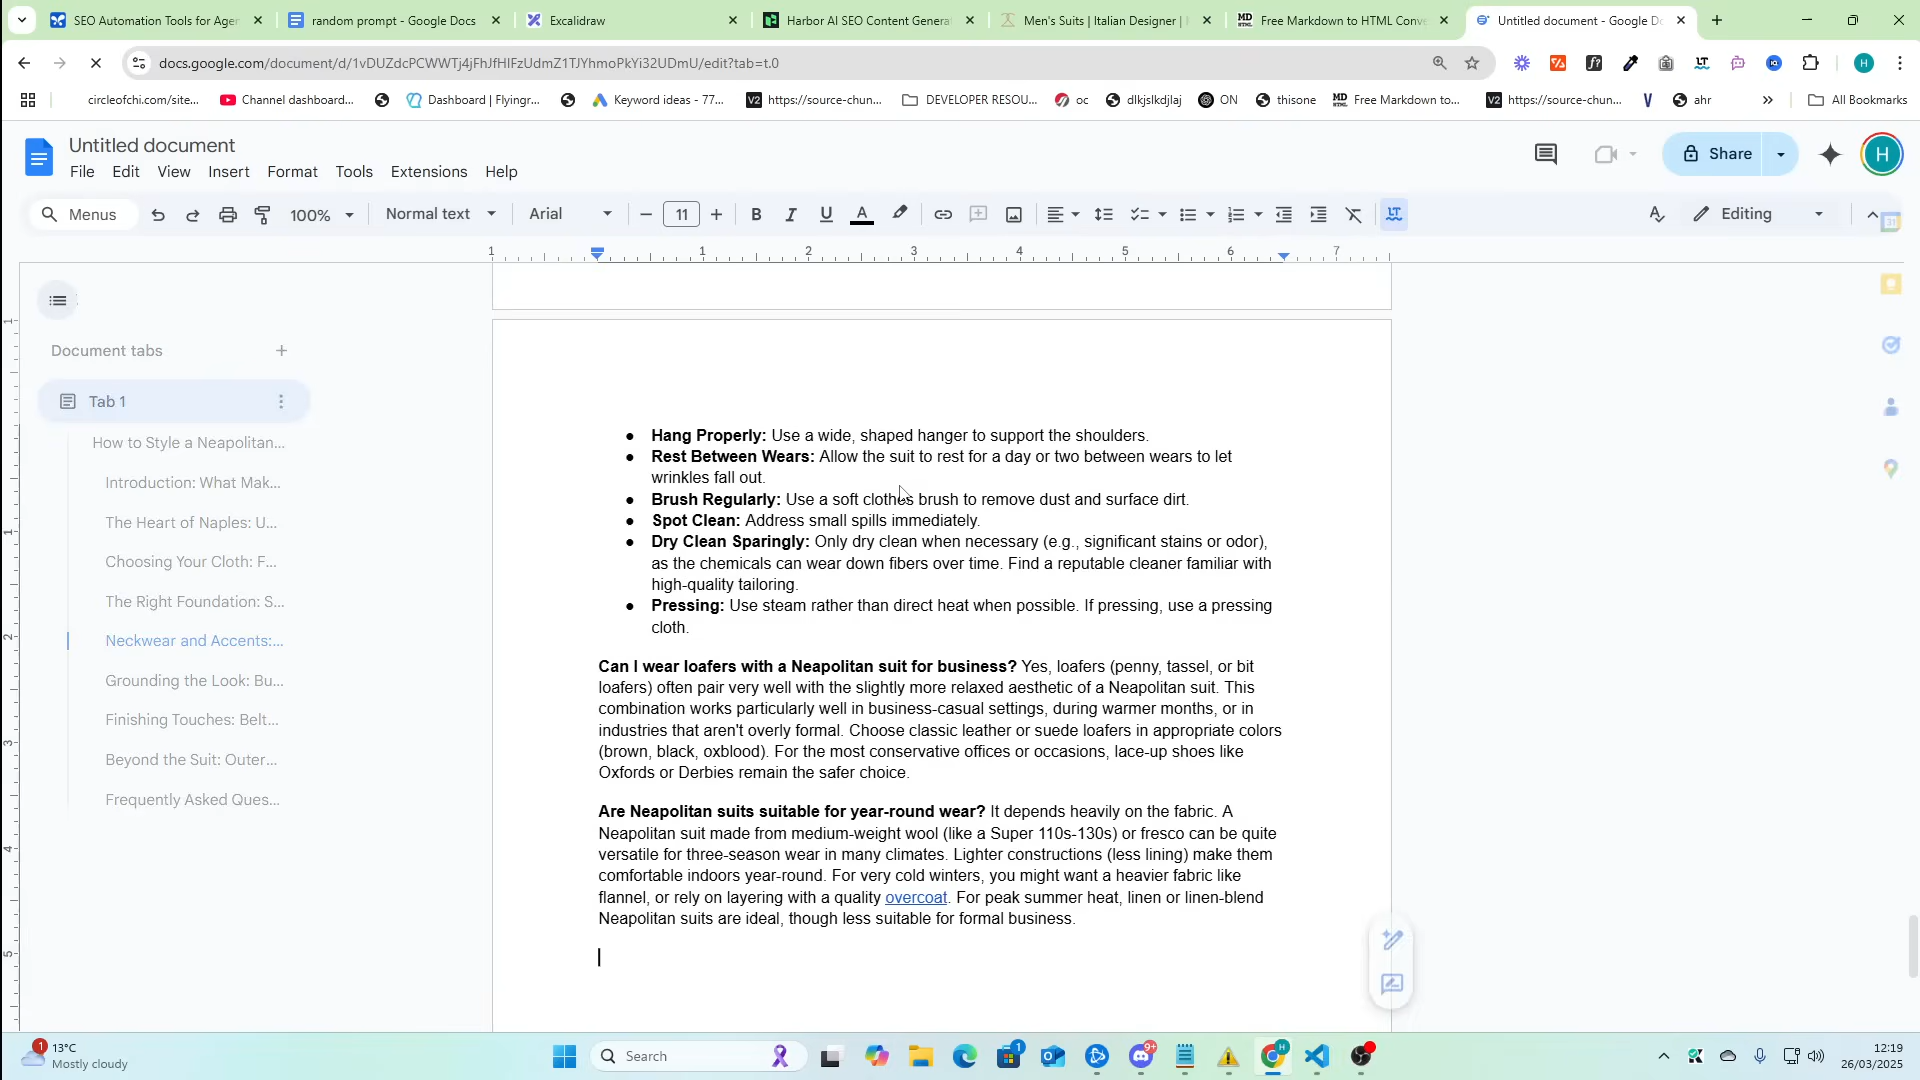 SEO Automation Tools for Agen
random prompt - Google Docs
Excalidraw
Harbor AI SEO Content Genera
Men's Suits | Italian Designer |
Free Markdown to HTML Conv
Untitled document - Google Do
docs.google.com/document/d/1vDUZdcPCWWTj4jFhJfHIFzUdmZ1TJYhmoPkYi32UDmU/edit?tab=t.0
circleofchi.com/site...
Channel dashboard...
Dashboard | Flyingr...
Keyword ideas - 77...
https://source-chun...
DEVELOPER RESOU...
oc
dlkjslkdjlaj
ON
thisone
Free Markdown to...
https://source-chun...
ahr
All Bookmarks
Untitled document
File Edit View Insert Format Tools Extensions Help
Share
H
Menus
100%
Normal text
Arial
11
Editing
1 1 2 3 4 5 6 7
Document tabs
Tab 1
How to Style a Neapolitan...
Introduction: What Mak...
The Heart of Naples: U...
Choosing Your Cloth: F...
The Right Foundation: S...
Neckwear and Accents:...
Grounding the Look: Bu...
Finishing Touches: Belt...
Beyond the Suit: Outer...
Frequently Asked Ques...
● Hang Properly: Use a wide, shaped hanger to support the shoulders.
● Rest Between Wears: Allow the suit to rest for a day or two between wears to let
wrinkles fall out.
● Brush Regularly: Use a soft clothes brush to remove dust and surface dirt.
● Spot Clean: Address small spills immediately.
● Dry Clean Sparingly: Only dry clean when necessary (e.g., significant stains or odor),
as the chemicals can wear down fibers over time. Find a reputable cleaner familiar with
high-quality tailoring.
● Pressing: Use steam rather than direct heat when possible. If pressing, use a pressing
cloth.
Can I wear loafers with a Neapolitan suit for business? Yes, loafers (penny, tassel, or bit
loafers) often pair very well with the slightly more relaxed aesthetic of a Neapolitan suit. This
combination works particularly well in business-casual settings, during warmer months, or in
industries that aren't overly formal. Choose classic leather or suede loafers in appropriate colors
(brown, black, oxblood). For the most conservative offices or occasions, lace-up shoes like
Oxfords or Derbies remain the safer choice.
Are Neapolitan suits suitable for year-round wear? It depends heavily on the fabric. A
Neapolitan suit made from medium-weight wool (like a Super 110s-130s) or fresco can be quite
versatile for three-season wear in many climates. Lighter constructions (less lining) make them
comfortable indoors year-round. For very cold winters, you might want a heavier fabric like
flannel, or rely on layering with a quality overcoat. For peak summer heat, linen or linen-blend
Neapolitan suits are ideal, though less suitable for formal business.
13°C
Mostly cloudy
Search
12:19
26/03/2025